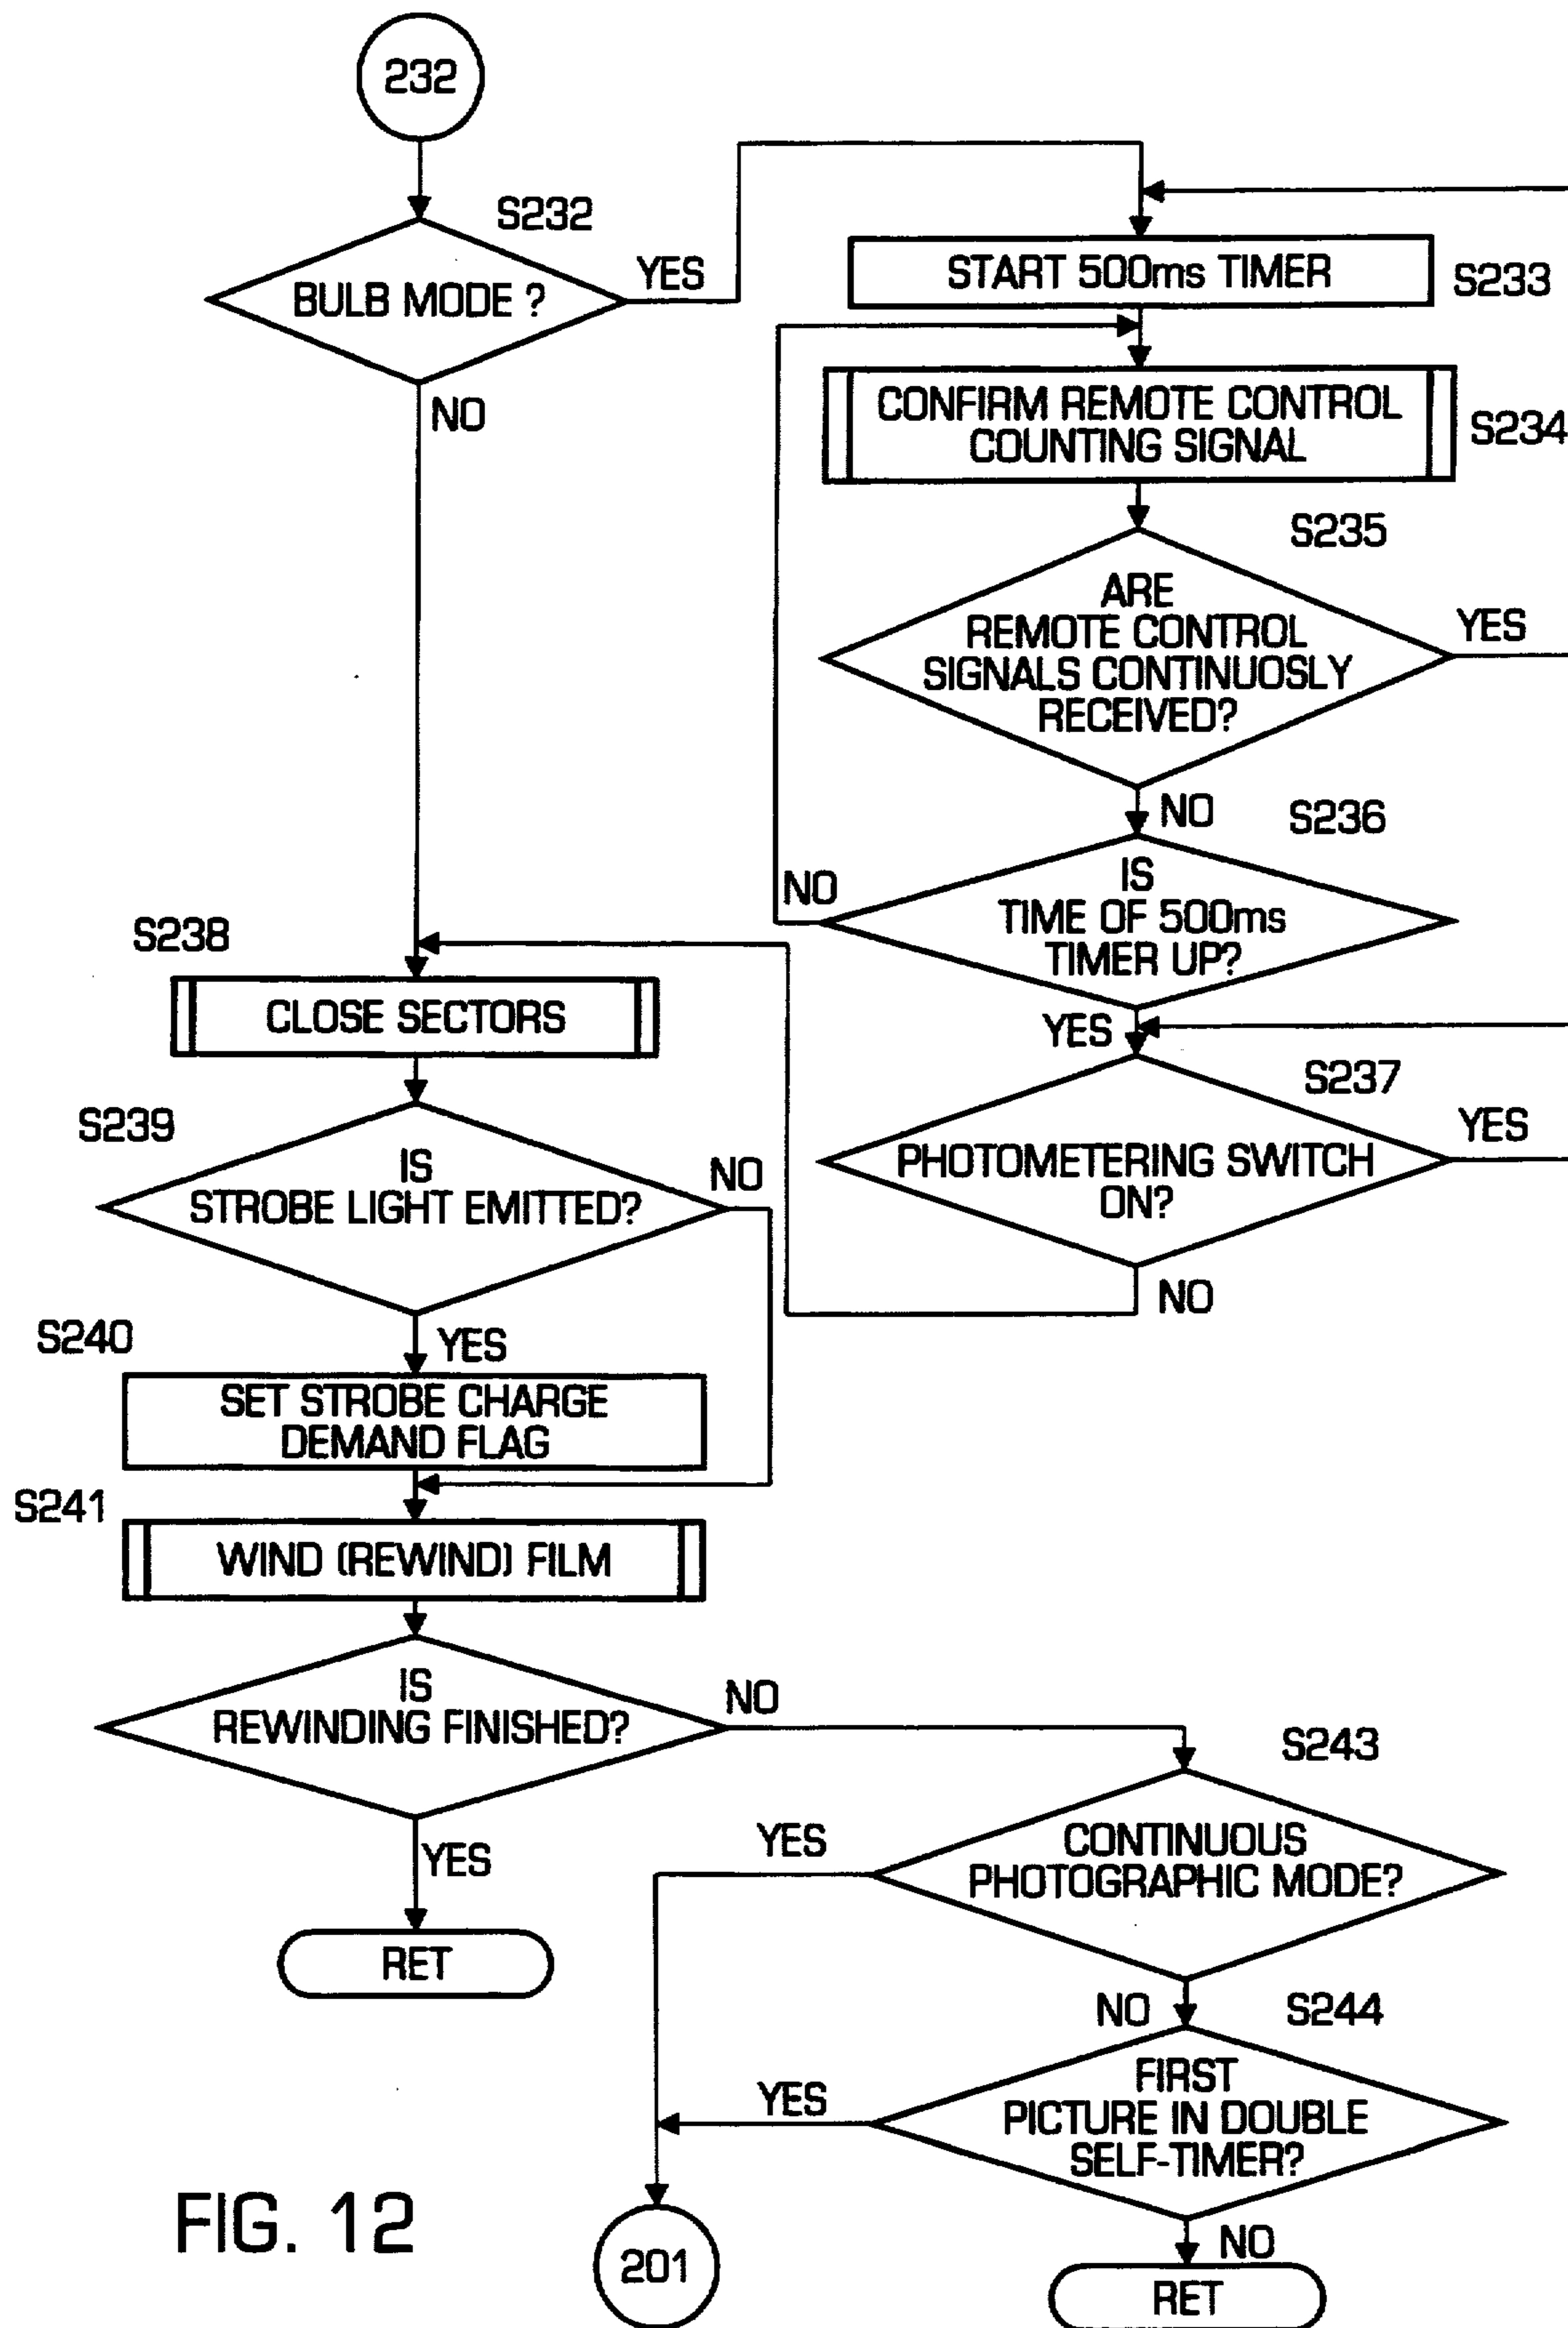 232
S232
BULB MODE ?
YES
NO
START 500ms TIMER
S233
CONFIRM REMOTE CONTROL
COUNTING SIGNAL
S234
S235
ARE
REMOTE CONTROL
SIGNALS CONTINUOSLY
RECEIVED?
YES
NO
S236
IS
TIME OF 500ms
TIMER UP?
NO
YES
S237
PHOTOMETERING SWITCH
ON?
YES
NO
S238
CLOSE SECTORS
S239
IS
STROBE LIGHT EMITTED?
NO
YES
S240
SET STROBE CHARGE
DEMAND FLAG
S241
WIND (REWIND) FILM
IS
REWINDING FINISHED?
NO
YES
RET
S243
CONTINUOUS
PHOTOGRAPHIC MODE?
YES
NO
S244
FIRST
PICTURE IN DOUBLE
SELF-TIMER?
YES
NO
201
RET
FIG. 12